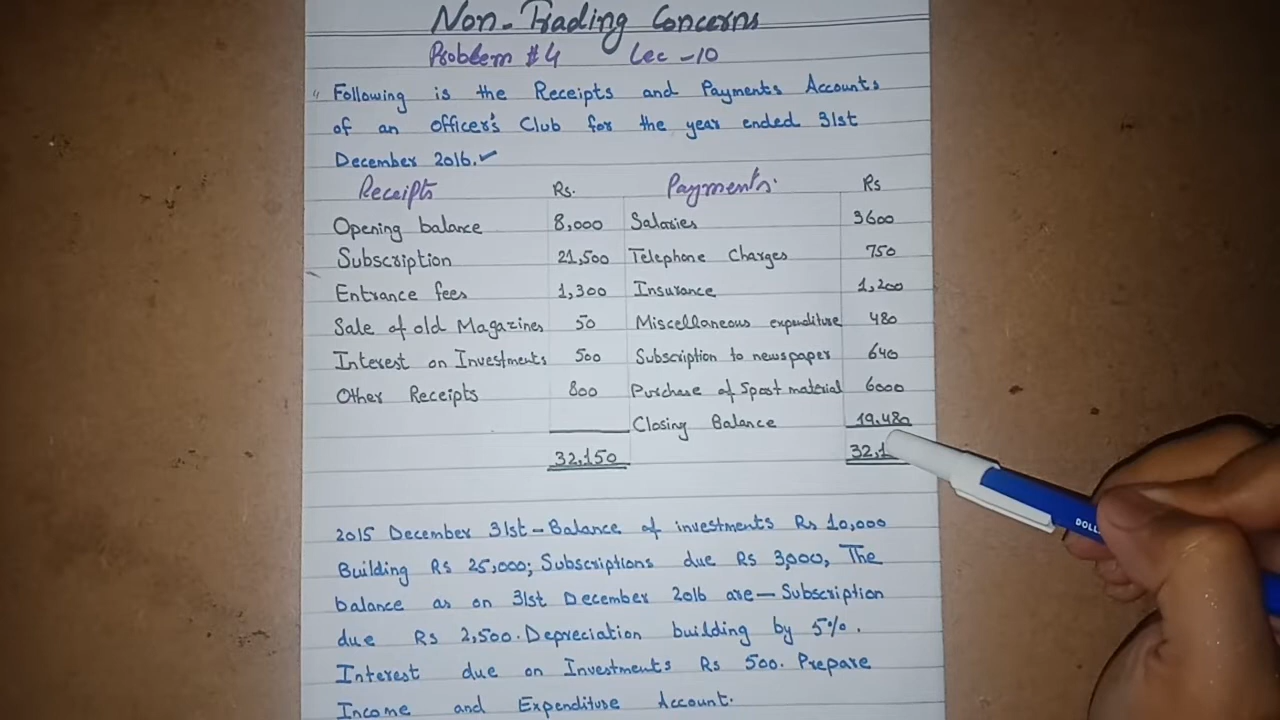 Non-Trading Concerns
Problem #4 Lec-10
" Following is the Receipts and Payments Accounts
of an Officer's Club for the year ended 31st
December 2016.
Receipts Rs. Payments. Rs
Opening balance 8,000 Salaries 3600
Subscription 21,500 Telephone Charges 750
Entrance fees 1,300 Insurance 1,200
Sale of old Magazines 50 Miscellaneous expenditure 480
Interest on Investments 500 Subscription to newspaper 640
Other Receipts 800 Purchase of Sport material 6000
Closing Balance 19,480
32,150
2015 December 31st - Balance of investments Rs 10,000
Building Rs 25,000; Subscriptions due Rs 3,000, The
balance as on 31st December 2016 are - Subscription
due Rs 2,500. Depreciation building by 5%.
Interest due on Investments Rs 500. Prepare
Income and Expenditure Account.